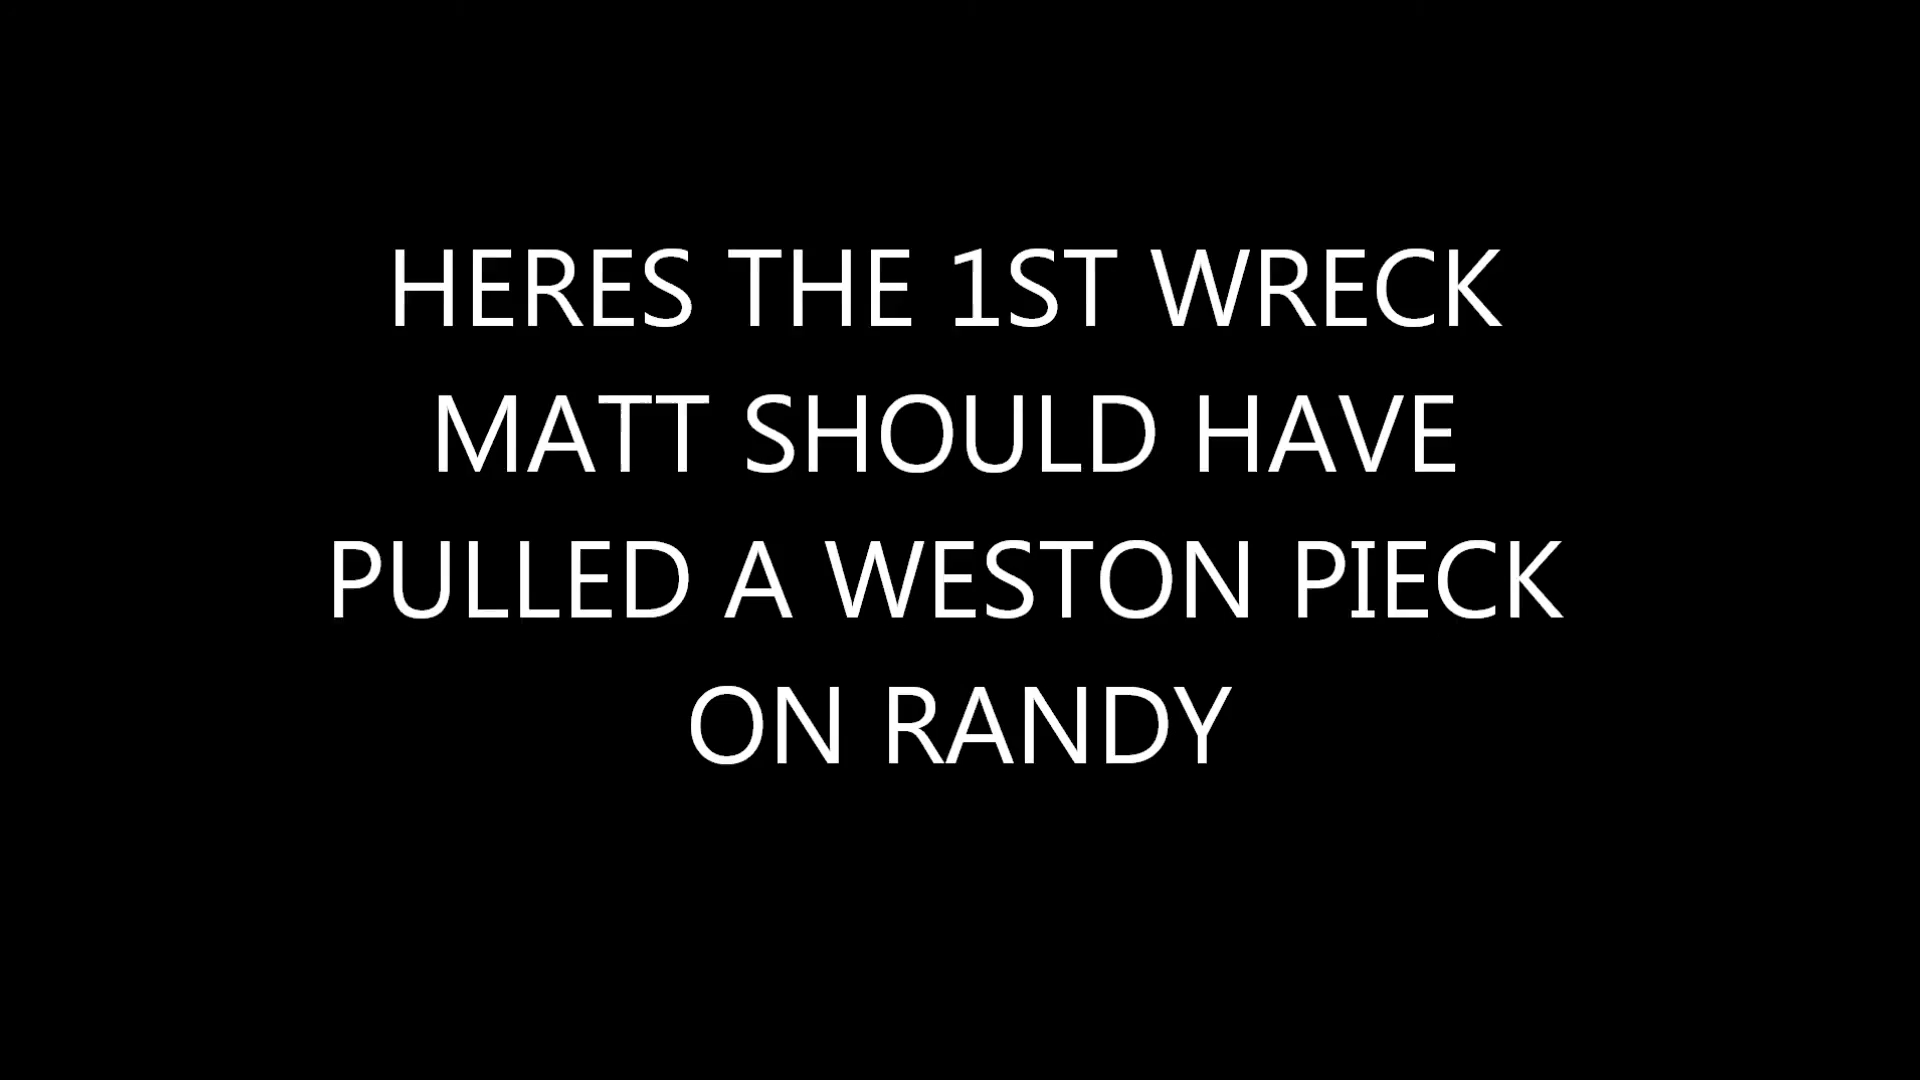 HERES THE 1ST WRECK
MATT SHOULD HAVE
PULLED A WESTON PIECK
ON RANDY